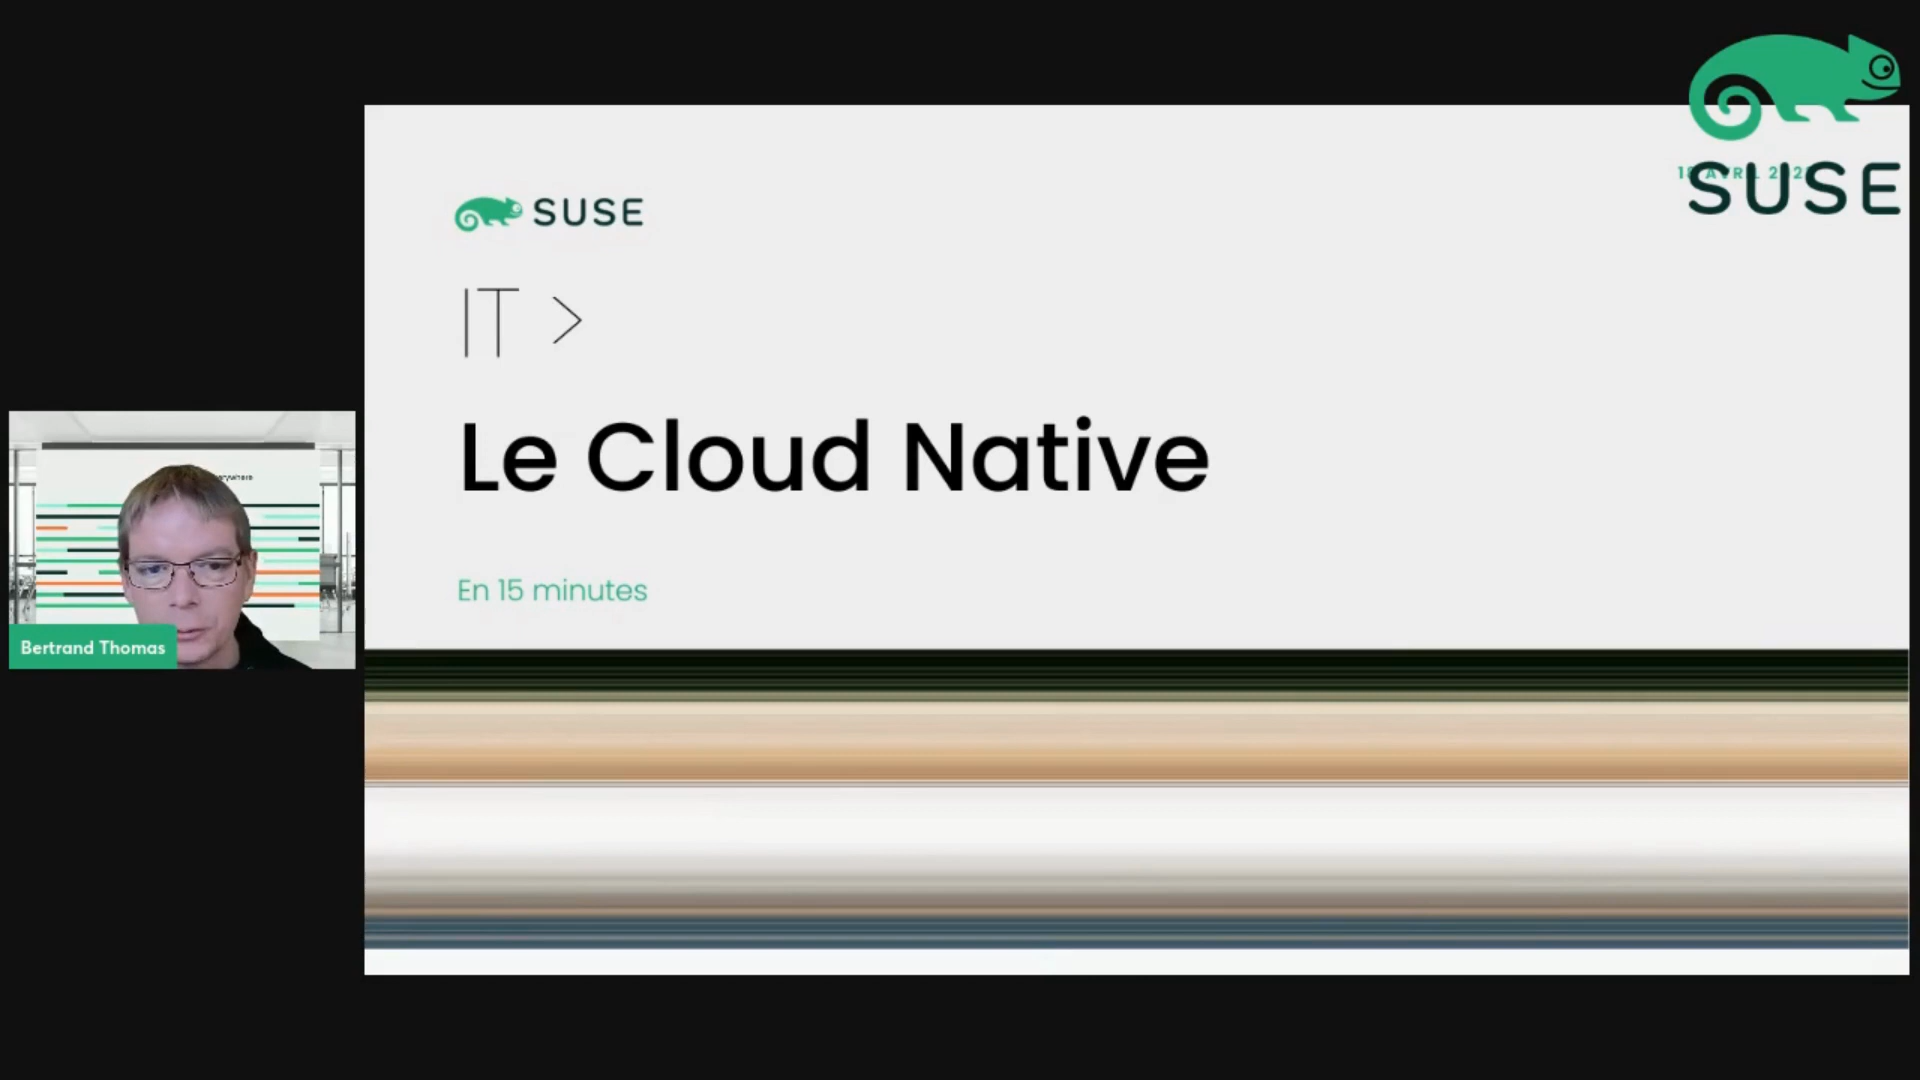 SUSE
SUSE
IT >
Le Cloud Native
En 15 minutes
Bertrand Thomas